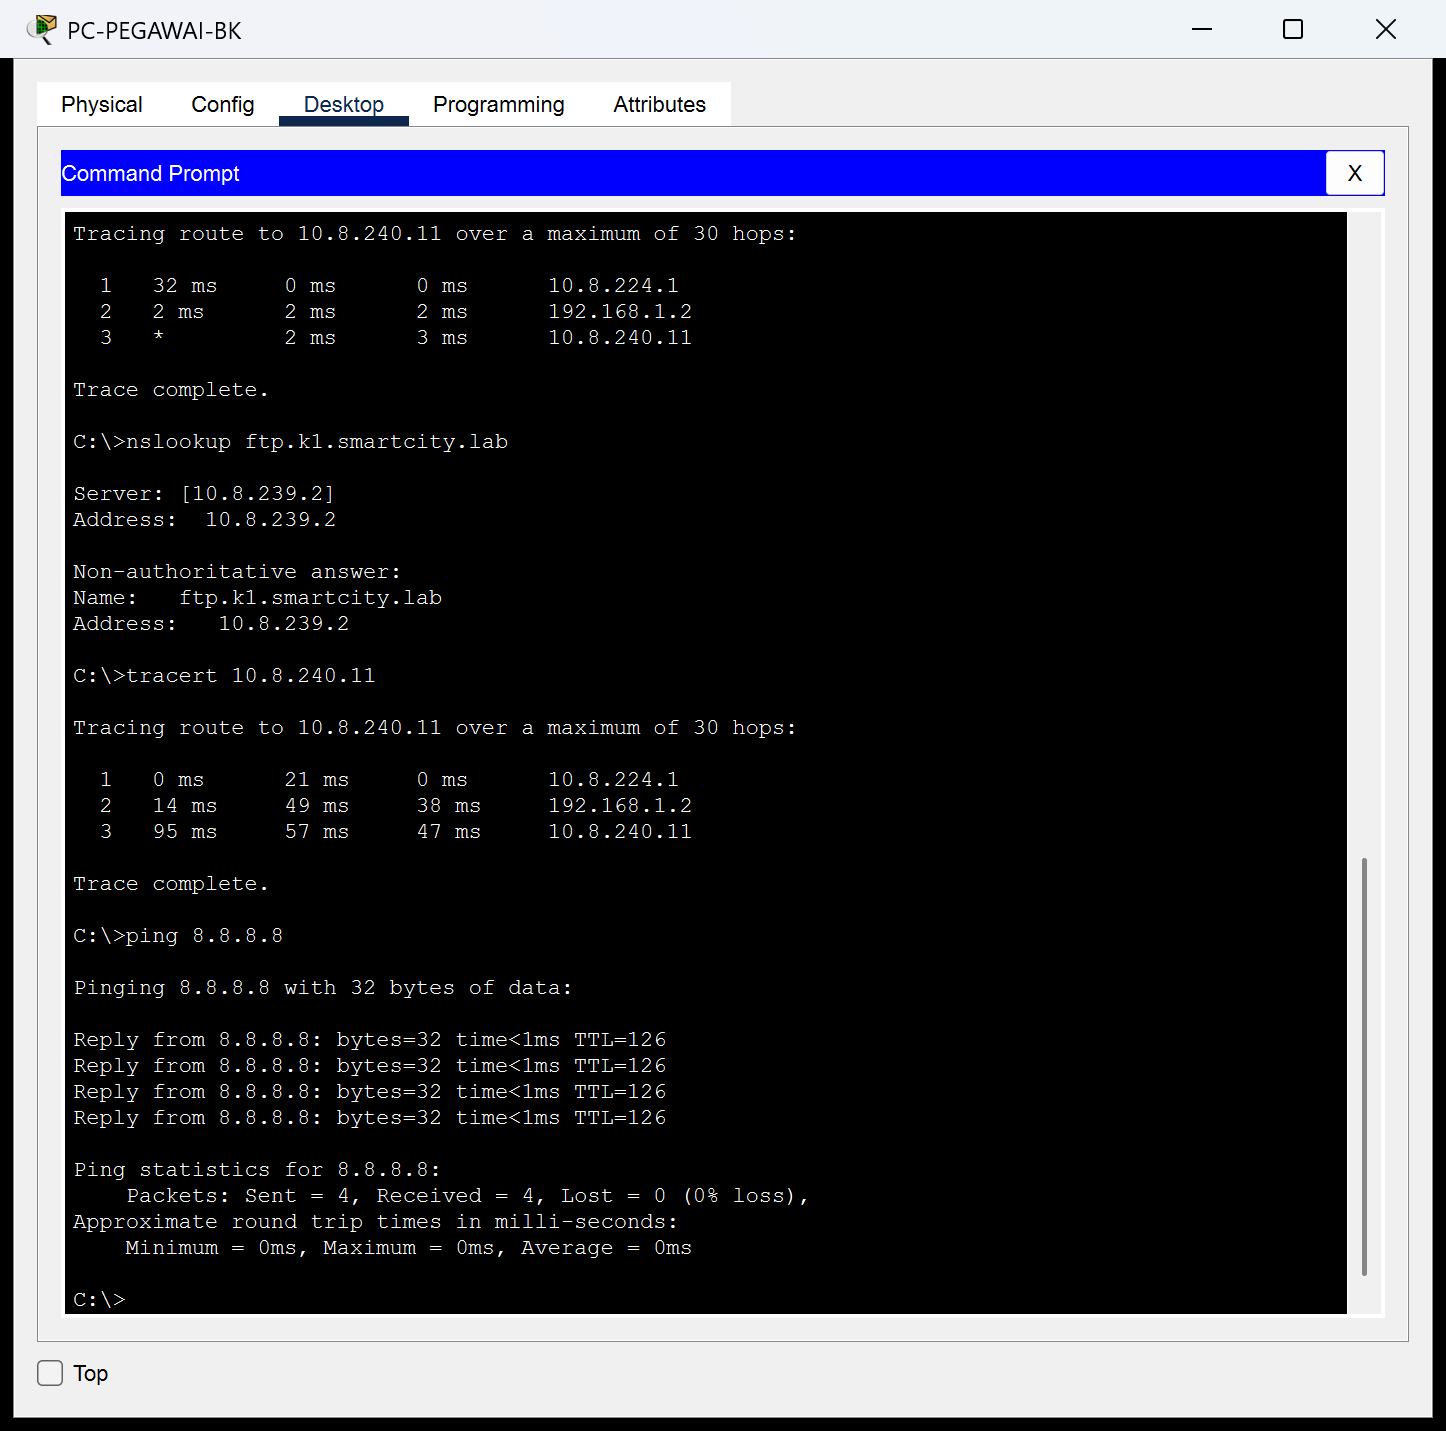 PC-PEGAWAI-BK
Physical Config Desktop Programming Attributes
Command Prompt X
Tracing route to 10.8.240.11 over a maximum of 30 hops:
1 32 ms 0 ms 0 ms 10.8.224.1
2 2 ms 2 ms 2 ms 192.168.1.2
3 * 2 ms 3 ms 10.8.240.11
Trace complete.
C:\>nslookup ftp.k1.smartcity.lab
Server: [10.8.239.2]
Address: 10.8.239.2
Non-authoritative answer:
Name: ftp.k1.smartcity.lab
Address: 10.8.239.2
C:\>tracert 10.8.240.11
Tracing route to 10.8.240.11 over a maximum of 30 hops:
1 0 ms 21 ms 0 ms 10.8.224.1
2 14 ms 49 ms 38 ms 192.168.1.2
3 95 ms 57 ms 47 ms 10.8.240.11
Trace complete.
C:\>ping 8.8.8.8
Pinging 8.8.8.8 with 32 bytes of data:
Reply from 8.8.8.8: bytes=32 time<1ms TTL=126
Reply from 8.8.8.8: bytes=32 time<1ms TTL=126
Reply from 8.8.8.8: bytes=32 time<1ms TTL=126
Reply from 8.8.8.8: bytes=32 time<1ms TTL=126
Ping statistics for 8.8.8.8:
Packets: Sent = 4, Received = 4, Lost = 0 (0% loss),
Approximate round trip times in milli-seconds:
Minimum = 0ms, Maximum = 0ms, Average = 0ms
C:\>
Top